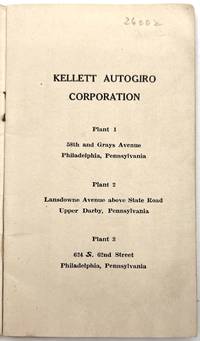 KELLETT AUTOGIRO
CORPORATION
Plant 1
58th and Grays Avenue
Philadelphia, Pennsylvania
Plant 2
Lansdowne Avenue above State Road
Upper Darby, Pennsylvania
Plant 3
624 S. 62nd Street
Philadelphia, Pennsylvania